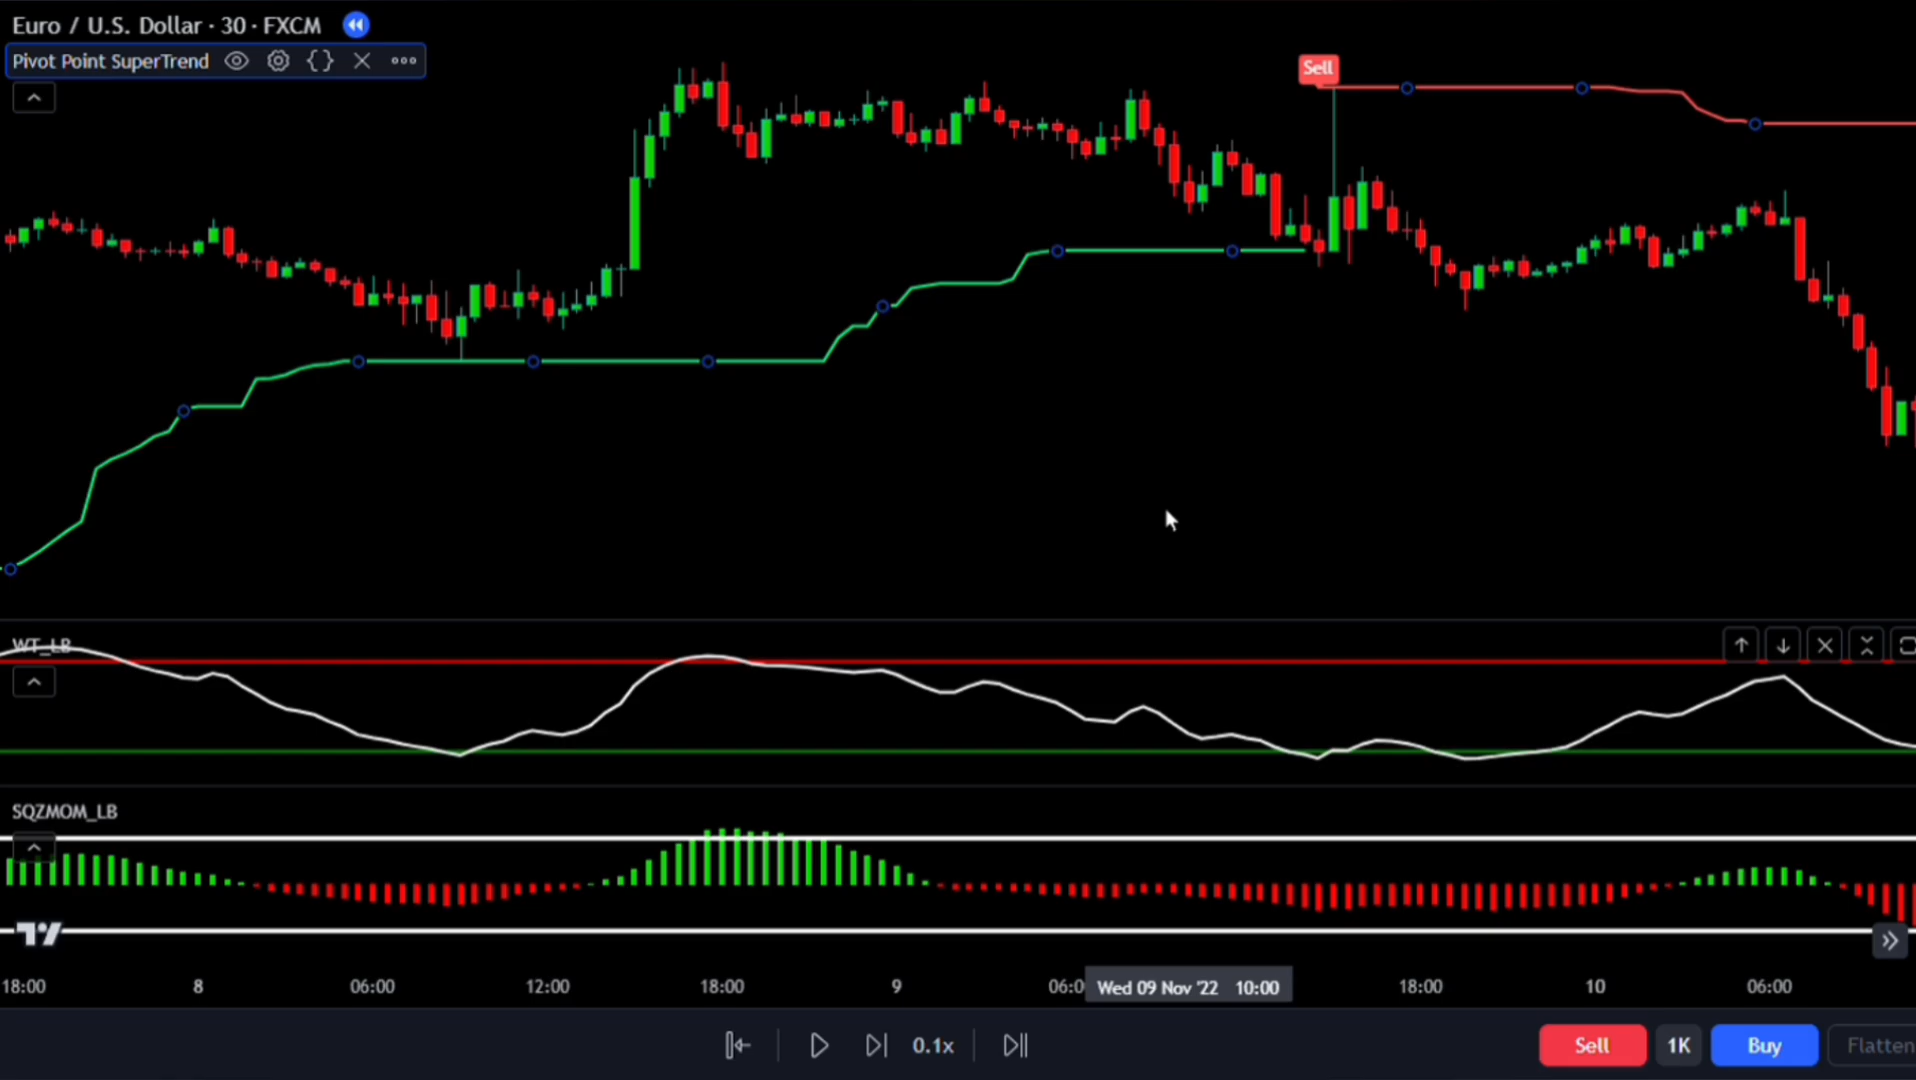 Euro / U.S. Dollar · 30 · FXCM
Pivot Point SuperTrend
Sell
WT_LB
SQZMOM_LB
18:00 8 06:00 12:00 18:00 9 06:0 Wed 09 Nov '22 10:00 18:00 10 06:00
0.1x Sell 1K Buy Flatten